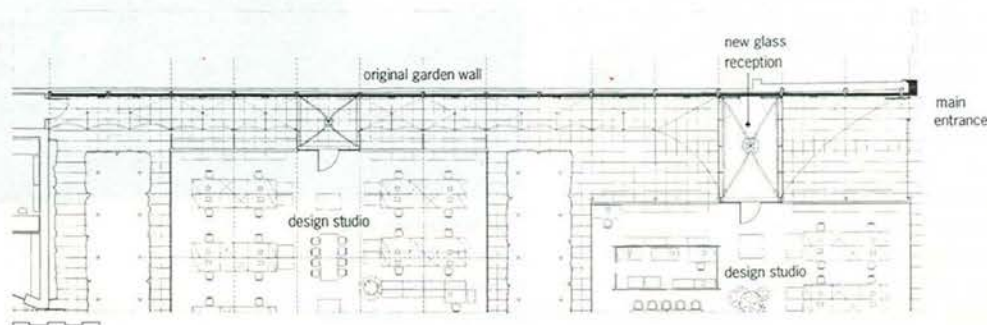 new glass
reception
original garden wall
main
entrance
design studio
design studio